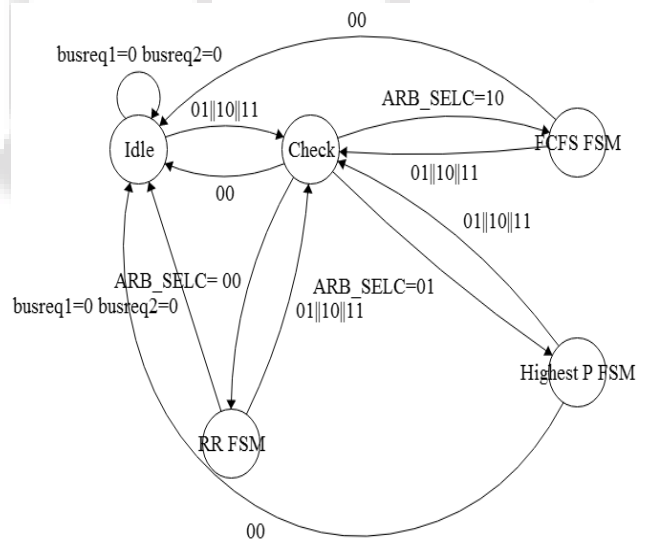 00
busreq1=0 busreq2=0
ARB_SELC=10
01||10||11
Idle
Check
FCFS FSM
01||10||11
00
01||10||11
ARB_SELC= 00
ARB_SELC=01
busreq1=0 busreq2=0
01||10||11
Highest P FSM
RR FSM
00